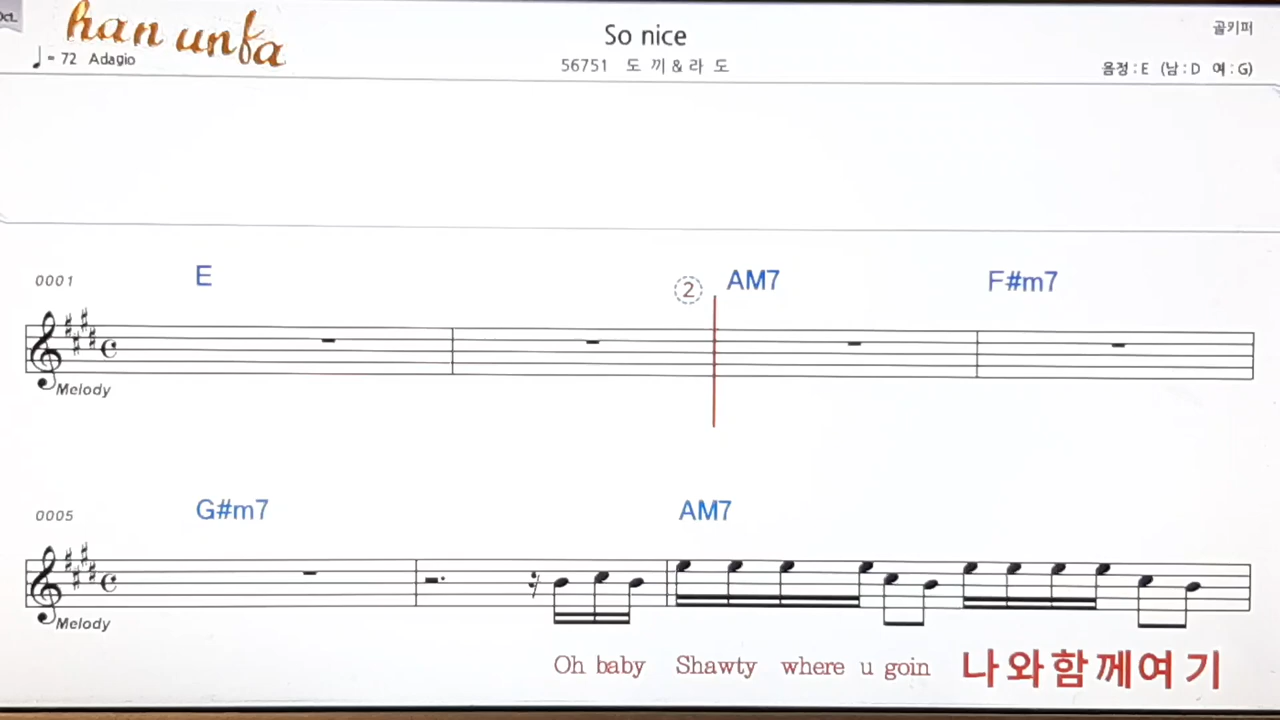 han unfa
So nice
골키퍼
♩= 72 Adagio
56751 도 끼 & 라 도
음정 : E (남 : D 여 : G)
0001
E
②
AM7
F#m7
Melody
0005
G#m7
AM7
Melody
Oh baby Shawty where u goin 나와함께여기